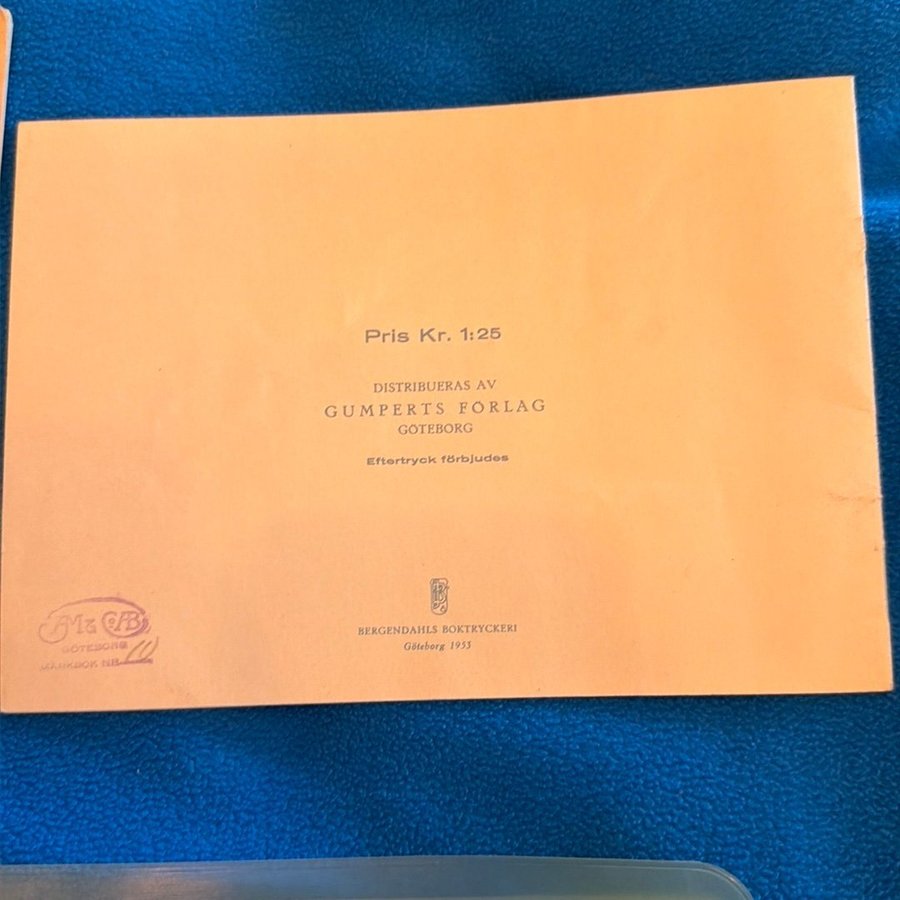 Pris Kr. 1:25
DISTRIBUERAS AV
GUMPERTS FÖRLAG
GÖTEBORG
Eftertryck förbjudes
BERGENDAHLS BOKTRYCKERI
Göteborg 1953
GÖTEBORG